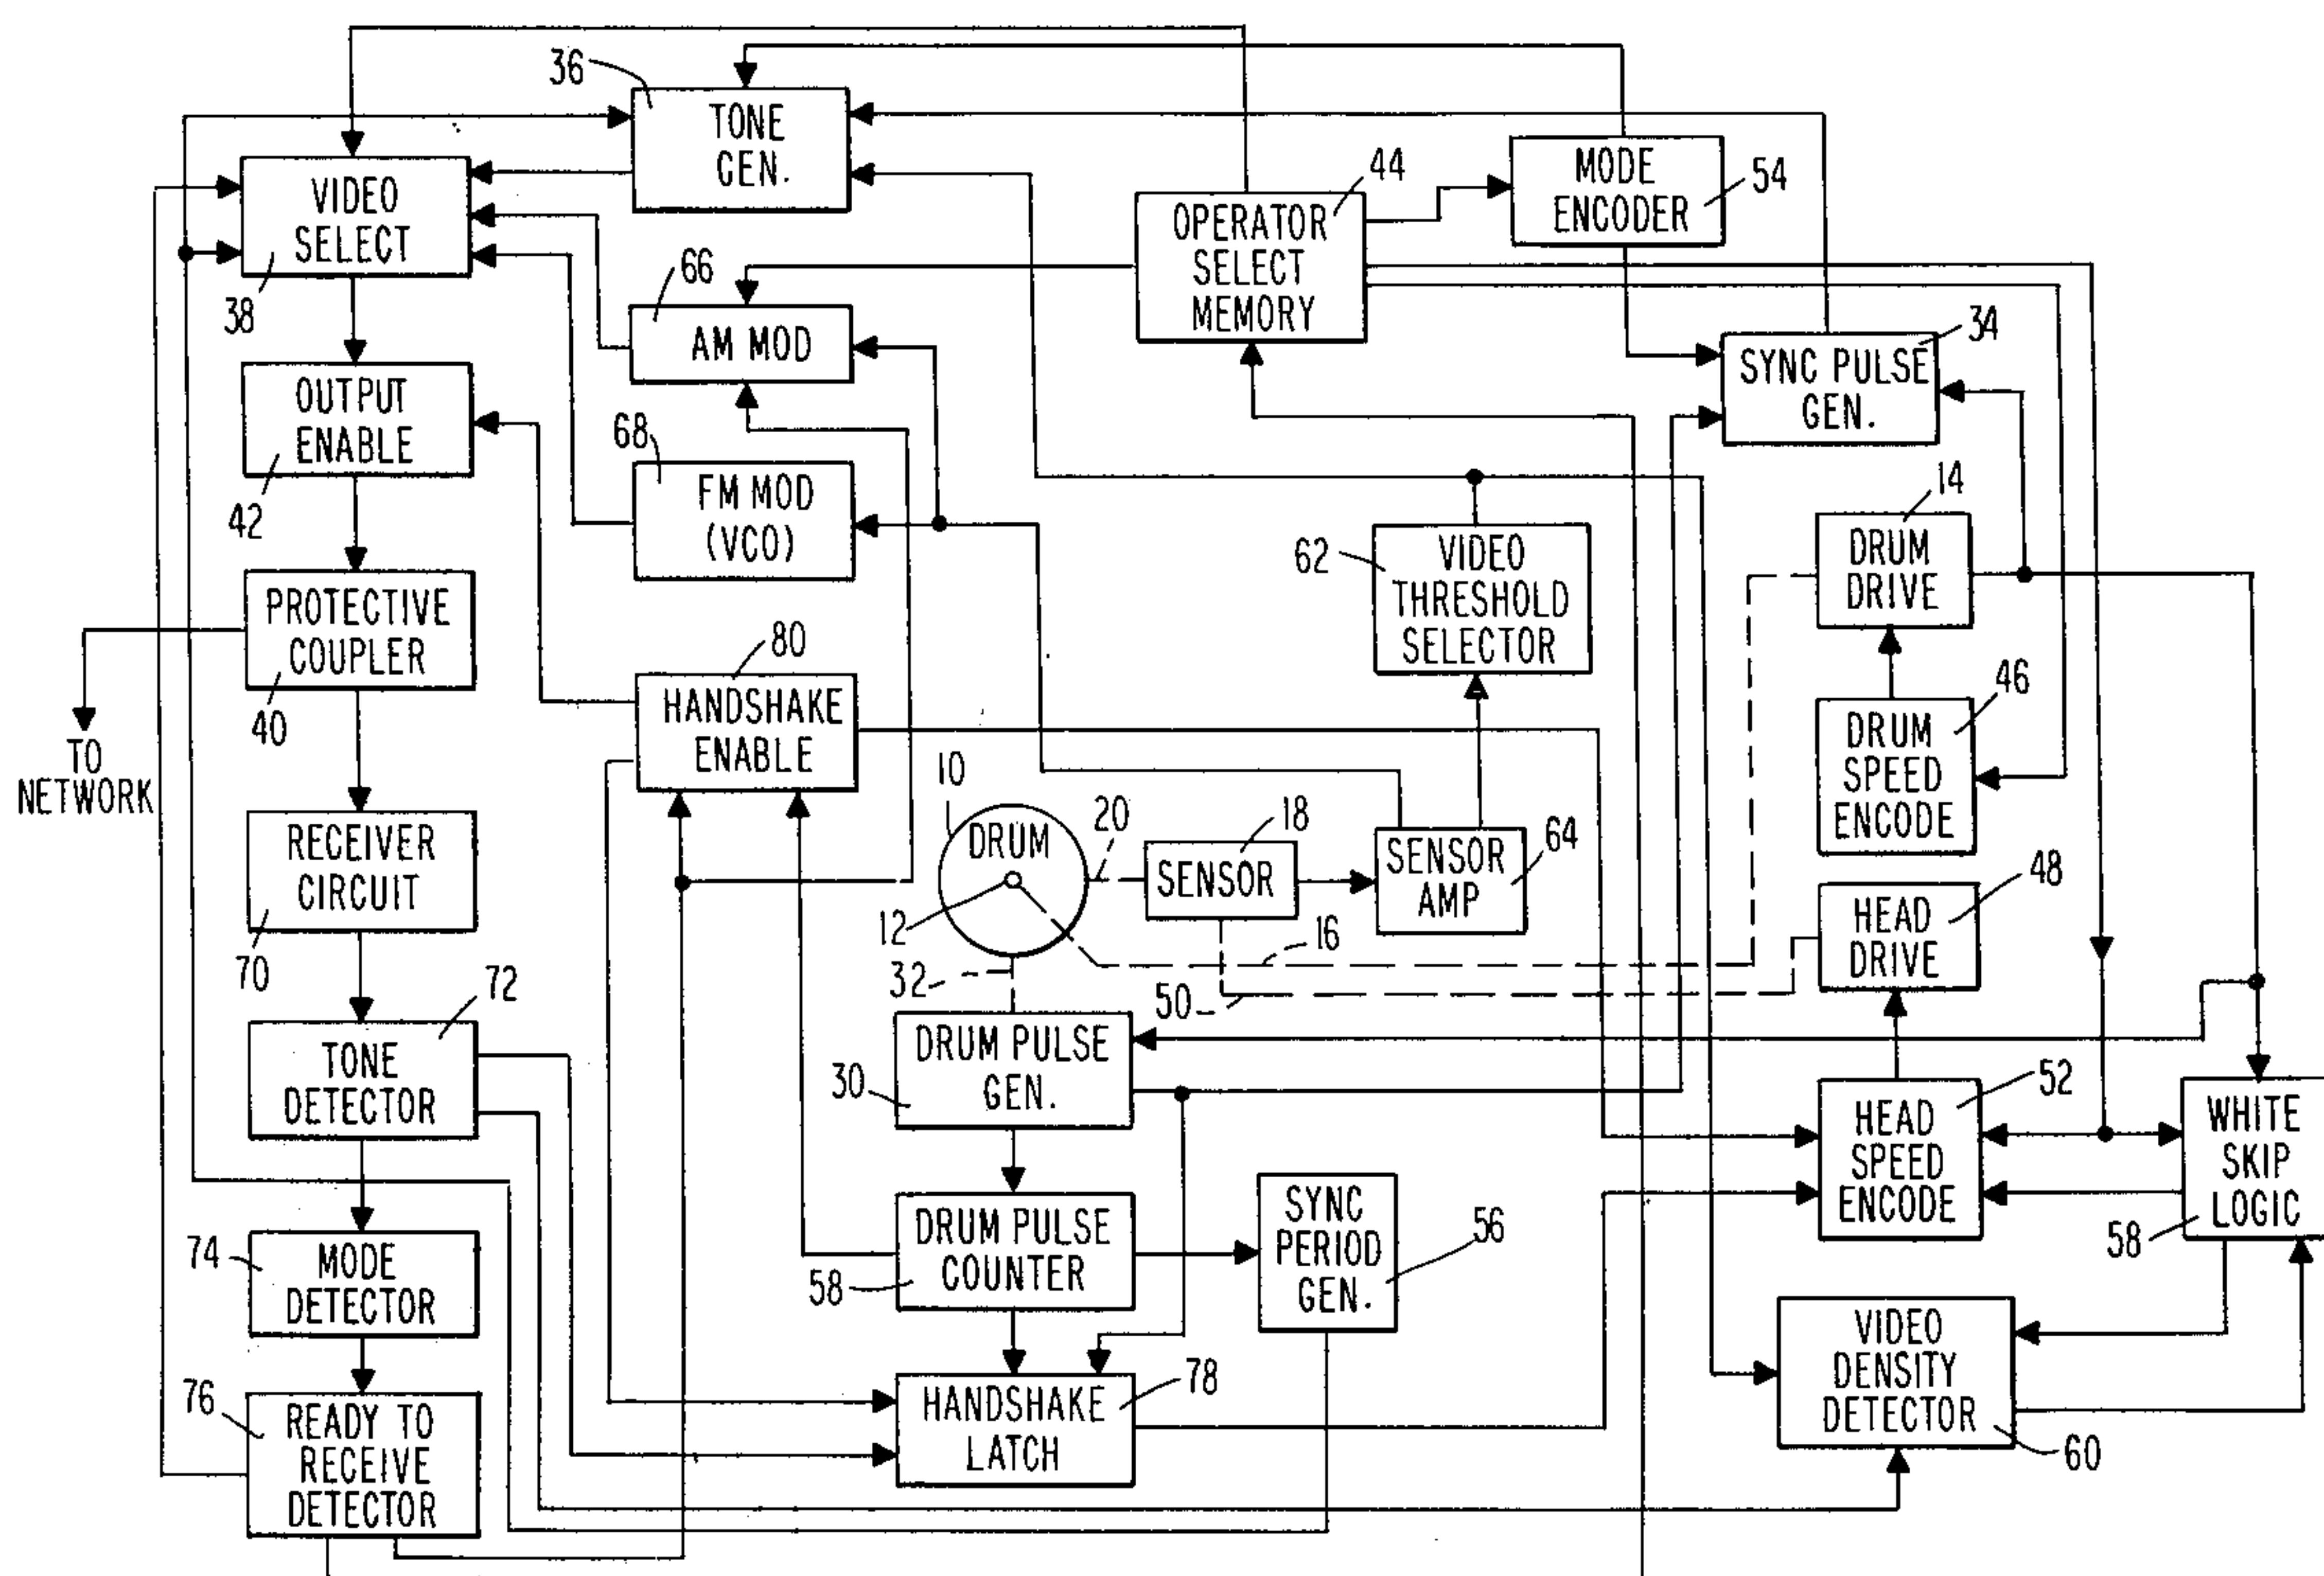 36
TONE
GEN.
VIDEO
SELECT
38
44
OPERATOR
SELECT
MEMORY
MODE
ENCODER
54
66
AM MOD
34
SYNC PULSE
GEN.
OUTPUT
ENABLE
42
68
FM MOD
(VCO)
62
VIDEO
THRESHOLD
SELECTOR
14
DRUM
DRIVE
PROTECTIVE
COUPLER
40
TO
NETWORK
80
HANDSHAKE
ENABLE
46
DRUM
SPEED
ENCODE
10
DRUM
12
20
18
SENSOR
SENSOR
AMP
64
16
32
50
48
HEAD
DRIVE
RECEIVER
CIRCUIT
70
72
TONE
DETECTOR
DRUM PULSE
GEN.
30
52
HEAD
SPEED
ENCODE
WHITE
SKIP
LOGIC
58
DRUM PULSE
COUNTER
58
SYNC
PERIOD
GEN.
56
74
MODE
DETECTOR
VIDEO
DENSITY
DETECTOR
60
76
READY TO
RECEIVE
DETECTOR
HANDSHAKE
LATCH
78